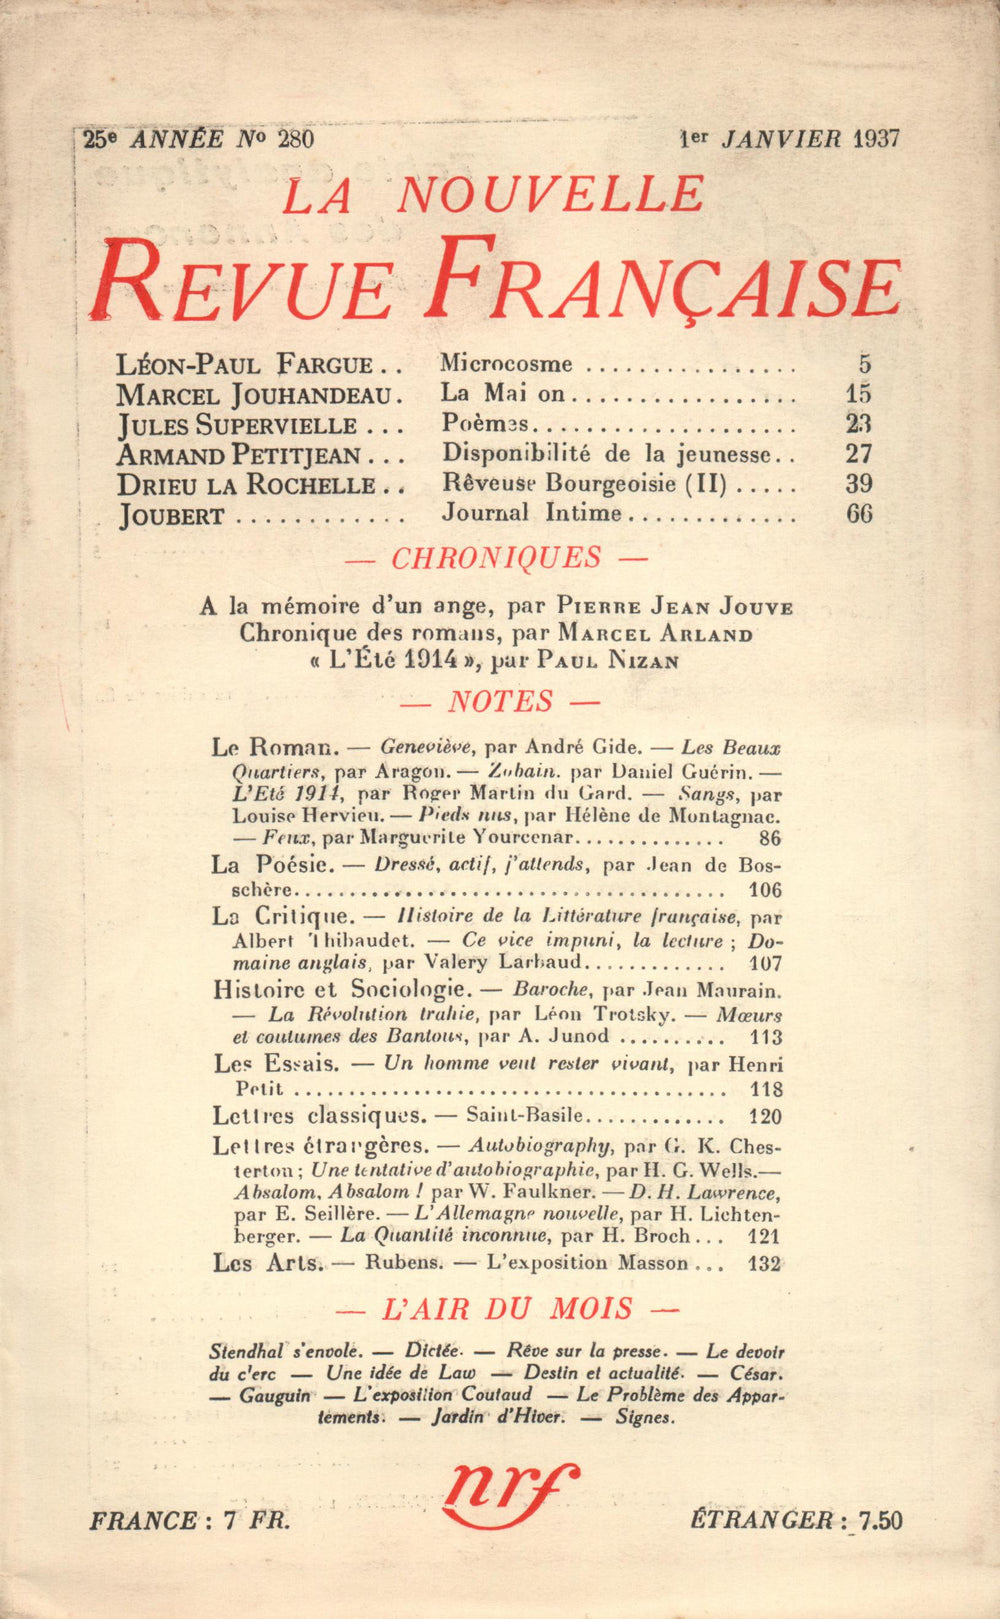 25e ANNÉE No 280
1er JANVIER 1937
LA NOUVELLE
REVUE FRANÇAISE
LÉON-PAUL FARGUE . . Microcosme . . . . . . . . . . . . . . . . 5
MARCEL JOUHANDEAU . La Mai on . . . . . . . . . . . . . . . . . 15
JULES SUPERVIELLE . . . Poèmes . . . . . . . . . . . . . . . . . . . . 23
ARMAND PETITJEAN . . . Disponibilité de la jeunesse . . 27
DRIEU LA ROCHELLE . . Rêveuse Bourgeoisie (II) . . . . . 39
JOUBERT . . . . . . . . . . . . Journal Intime . . . . . . . . . . . . . 66
— CHRONIQUES —
A la mémoire d'un ange, par PIERRE JEAN JOUVE
Chronique des romans, par MARCEL ARLAND
« L'Été 1914 », par PAUL NIZAN
— NOTES —
Le Roman. — Geneviève, par André Gide. — Les Beaux
Quartiers, par Aragon. — Zobain. par Daniel Guérin. —
L'Eté 1914, par Roger Martin du Gard. — Sangs, par
Louise Hervieu. — Pieds nus, par Hélène de Montagnac.
— Feux, par Marguerite Yourcenar. . . . . . . . . . . . . . 86
La Poésie. — Dressé, actif, j'attends, par Jean de Bos-
schère. . . . . . . . . . . . . . . . . . . . . . . . . . . . . . . . . . . . . . 106
La Critique. — Histoire de la Littérature française, par
Albert Thibaudet. — Ce vice impuni, la lecture ; Do-
maine anglais, par Valery Larbaud. . . . . . . . . . . . . 107
Histoire et Sociologie. — Baroche, par Jean Maurain.
— La Révolution trahie, par Léon Trotsky. — Mœurs
et coutumes des Bantous, par A. Junod . . . . . . . . . . 113
Les Essais. — Un homme veut rester vivant, par Henri
Petit . . . . . . . . . . . . . . . . . . . . . . . . . . . . . . . . . . . . . . 118
Lettres classiques. — Saint-Basile. . . . . . . . . . . . . 120
Lettres étrangères. — Autobiography, par G. K. Ches-
terton ; Une tentative d'autobiographie, par H. G. Wells. —
Absalom, Absalom ! par W. Faulkner. — D. H. Lawrence,
par E. Seillère. — L'Allemagne nouvelle, par H. Lichten-
berger. — La Quantité inconnue, par H. Broch . . . 121
Les Arts. — Rubens. — L'exposition Masson . . . 132
— L'AIR DU MOIS —
Stendhal s'envole. — Dictée. — Rêve sur la presse. — Le devoir
du c'erc — Une idée de Law — Destin et actualité. — César.
— Gauguin — L'exposition Coutaud — Le Problème des Appar-
tements. — Jardin d'Hiver. — Signes.
nrf
FRANCE : 7 FR.
ÉTRANGER : 7.50